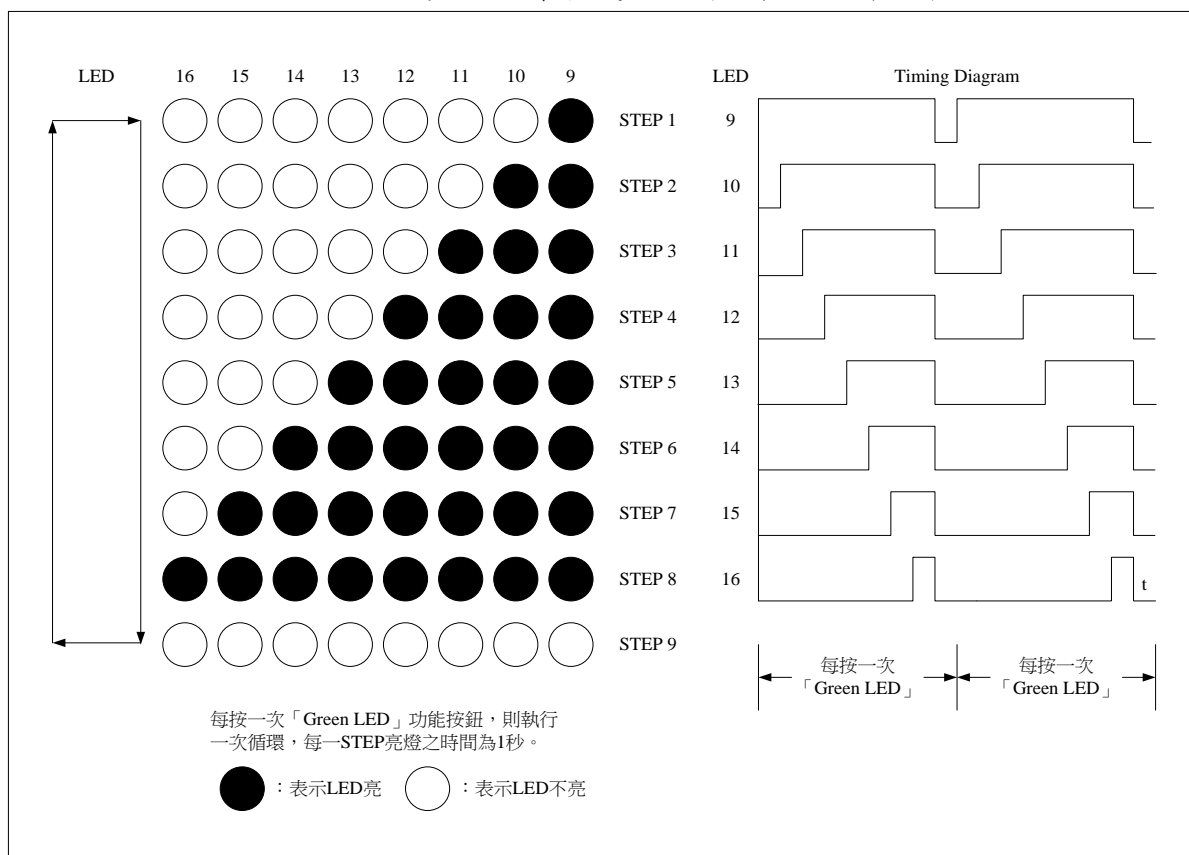 LED 16 15 14 13 12 11 10 9 LED Timing Diagram
STEP 1 9
STEP 2 10
STEP 3 11
STEP 4 12
STEP 5 13
STEP 6 14
STEP 7 15
STEP 8 16 t
STEP 9
每按一次 每按一次
「Green LED」 「Green LED」
每按一次「Green LED」功能按鈕，則執行
一次循環，每一STEP亮燈之時間為1秒。
：表示LED亮 ：表示LED不亮